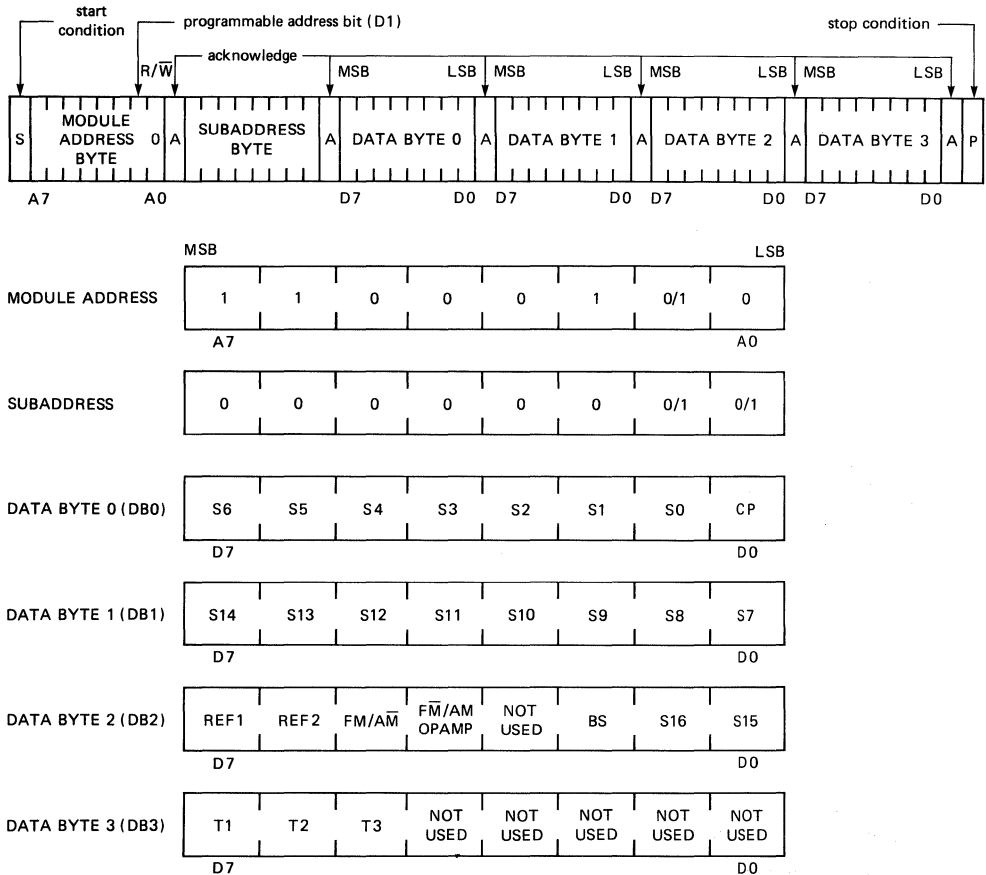 start
condition
programmable address bit (D1)
stop condition
R/W̅
acknowledge
MSB LSB MSB LSB MSB LSB MSB LSB
S MODULE ADDRESS BYTE 0 A SUBADDRESS BYTE A DATA BYTE 0 A DATA BYTE 1 A DATA BYTE 2 A DATA BYTE 3 A P
A7 A0 D7 D0 D7 D0 D7 D0 D7 D0
MSB LSB
MODULE ADDRESS 1 1 0 0 0 1 0/1 0
A7 A0
SUBADDRESS 0 0 0 0 0 0 0/1 0/1
DATA BYTE 0 (DB0) S6 S5 S4 S3 S2 S1 S0 CP
D7 D0
DATA BYTE 1 (DB1) S14 S13 S12 S11 S10 S9 S8 S7
D7 D0
DATA BYTE 2 (DB2) REF1 REF2 FM/AM̅ FM̅/AM OPAMP NOT USED BS S16 S15
D7 D0
DATA BYTE 3 (DB3) T1 T2 T3 NOT USED NOT USED NOT USED NOT USED NOT USED
D7 D0